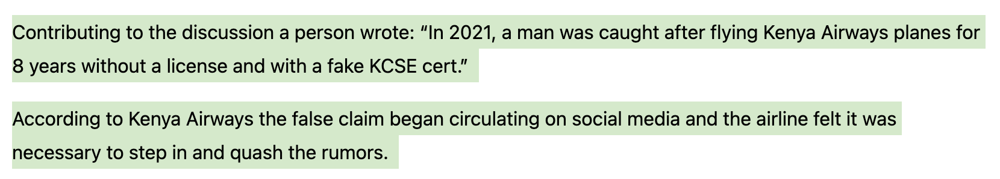 Contributing to the discussion a person wrote: “In 2021, a man was caught after flying Kenya Airways planes for
8 years without a license and with a fake KCSE cert.”
According to Kenya Airways the false claim began circulating on social media and the airline felt it was
necessary to step in and quash the rumors.